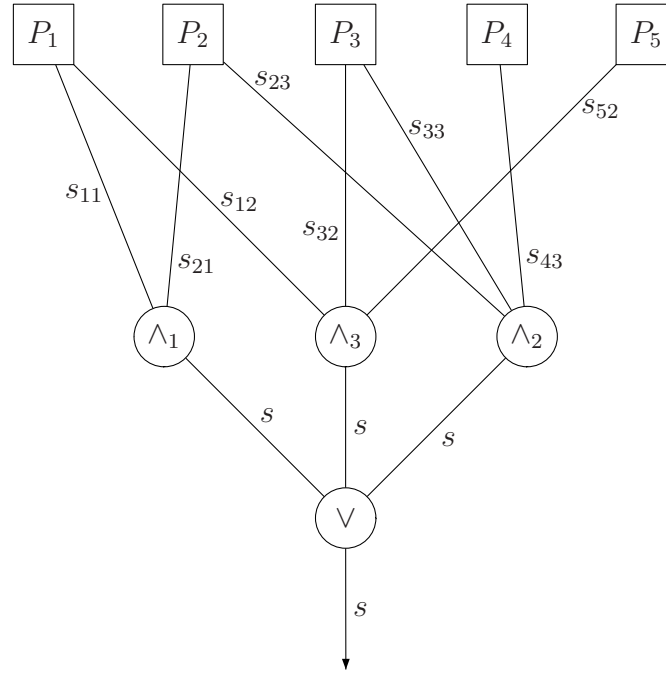 P₁ P₂ P₃ P₄ P₅
s₂₃
s₅₂
s₃₃
s₁₁ s₁₂
s₃₂
s₂₁ s₄₃
∧₁ ∧₃ ∧₂
s s s
∨
s